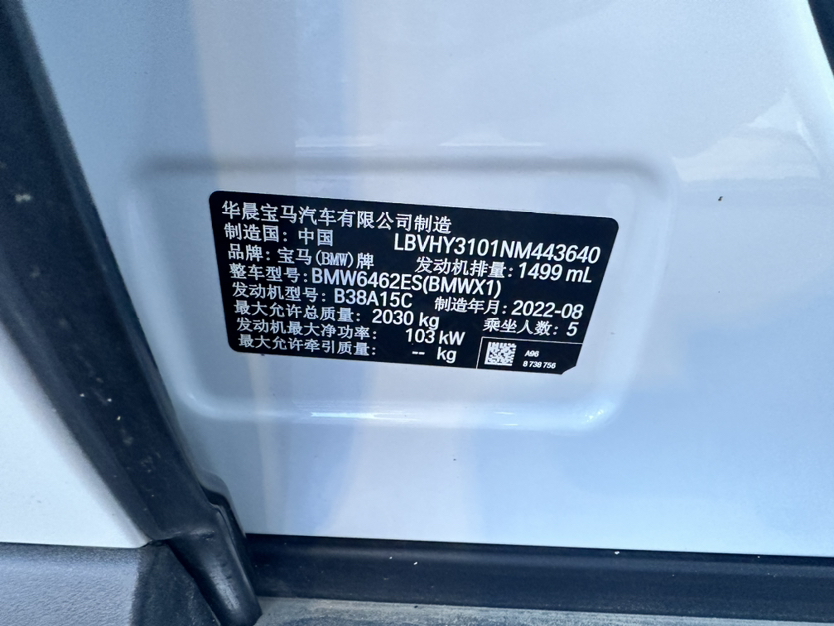 华晨宝马汽车有限公司制造
制造国: 中国 LBVHY3101NM443640
品牌: 宝马(BMW)牌 发动机排量: 1499 mL
整车型号: BMW6462ES(BMWX1)
发动机型号: B38A15C 制造年月: 2022-08
最大允许总质量: 2030 kg 乘坐人数: 5
发动机最大净功率: 103 kW
最大允许牵引质量: -- kg
A96
8 738 756